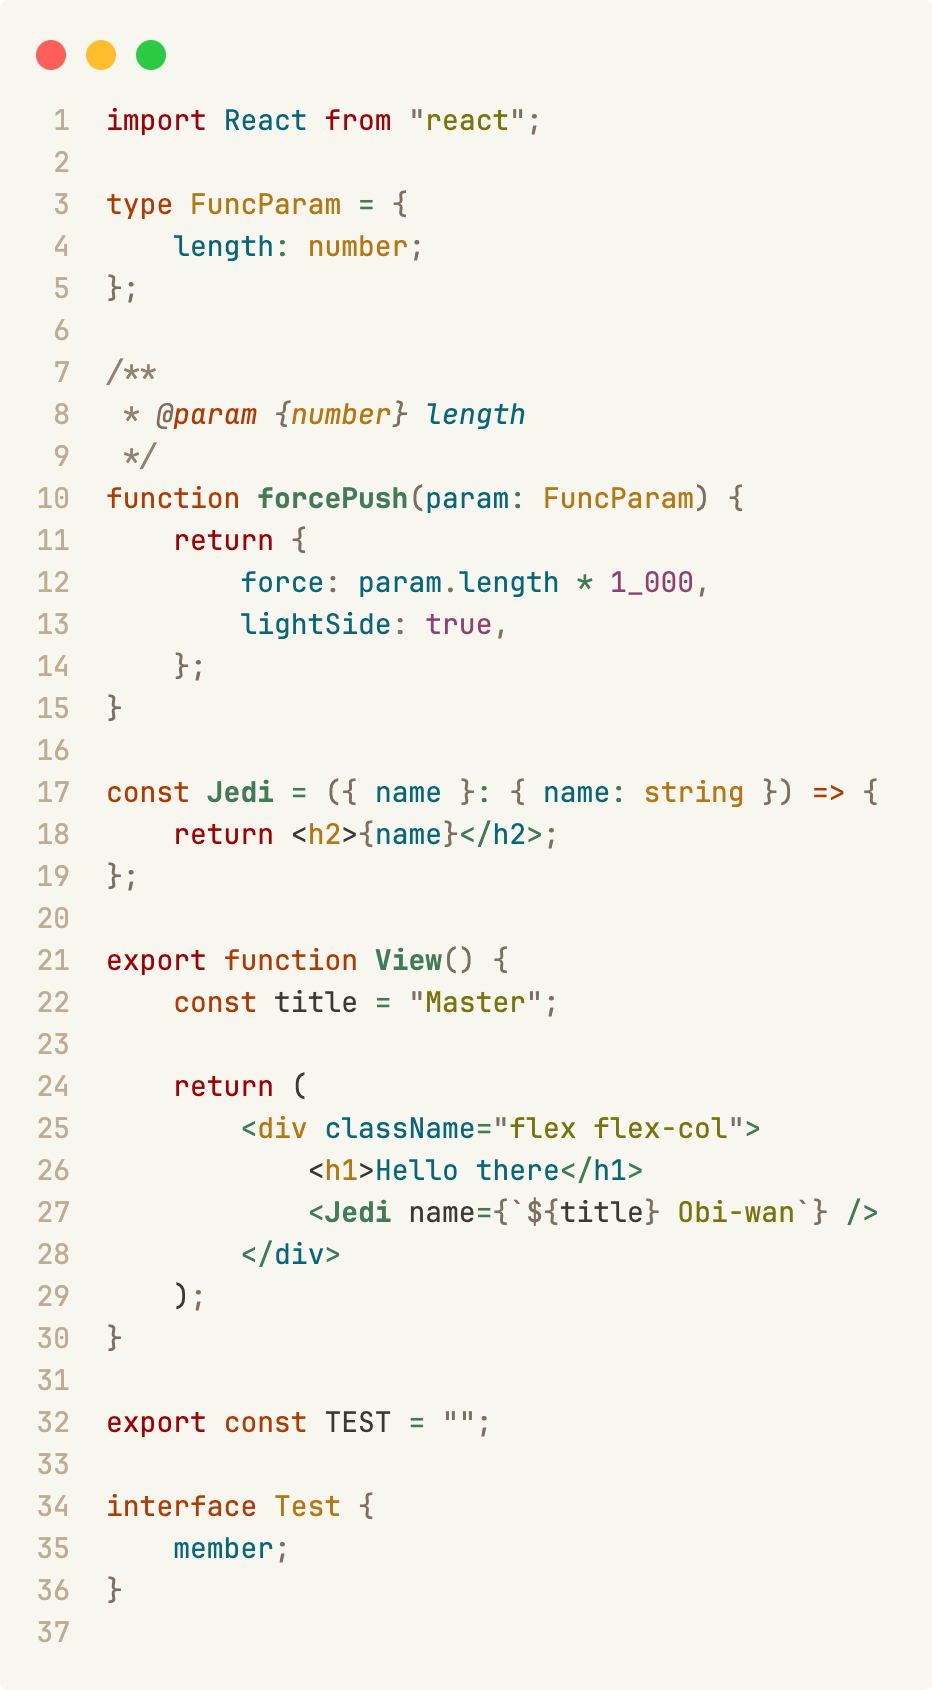 1 import React from "react";
2
3 type FuncParam = {
4     length: number;
5 };
6
7 /**
8  * @param {number} length
9  */
10 function forcePush(param: FuncParam) {
11     return {
12         force: param.length * 1_000,
13         lightSide: true,
14     };
15 }
16
17 const Jedi = ({ name }: { name: string }) => {
18     return <h2>{name}</h2>;
19 };
20
21 export function View() {
22     const title = "Master";
23
24     return (
25         <div className="flex flex-col">
26             <h1>Hello there</h1>
27             <Jedi name={`${title} Obi-wan`} />
28         </div>
29     );
30 }
31
32 export const TEST = "";
33
34 interface Test {
35     member;
36 }
37